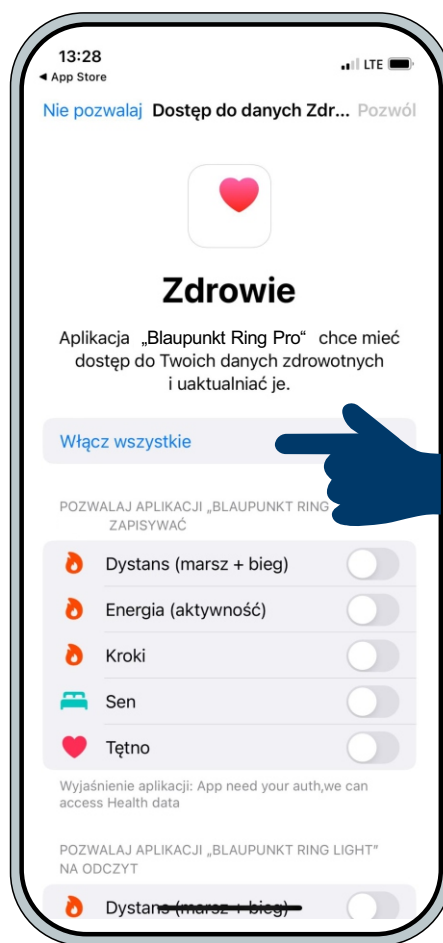 13:28
LTE
◀ App Store
Nie pozwalaj Dostęp do danych Zdr... Pozwól
Zdrowie
Aplikacja „Blaupunkt Ring Pro“ chce mieć
dostęp do Twoich danych zdrowotnych
i uaktualniać je.
Włącz wszystkie
POZWALAJ APLIKACJI „BLAUPUNKT RING
ZAPISYWAĆ
Dystans (marsz + bieg)
Energia (aktywność)
Kroki
Sen
Tętno
Wyjaśnienie aplikacji: App need your auth,we can
access Health data
POZWALAJ APLIKACJI „BLAUPUNKT RING LIGHT”
NA ODCZYT
Dystans (marsz + bieg)